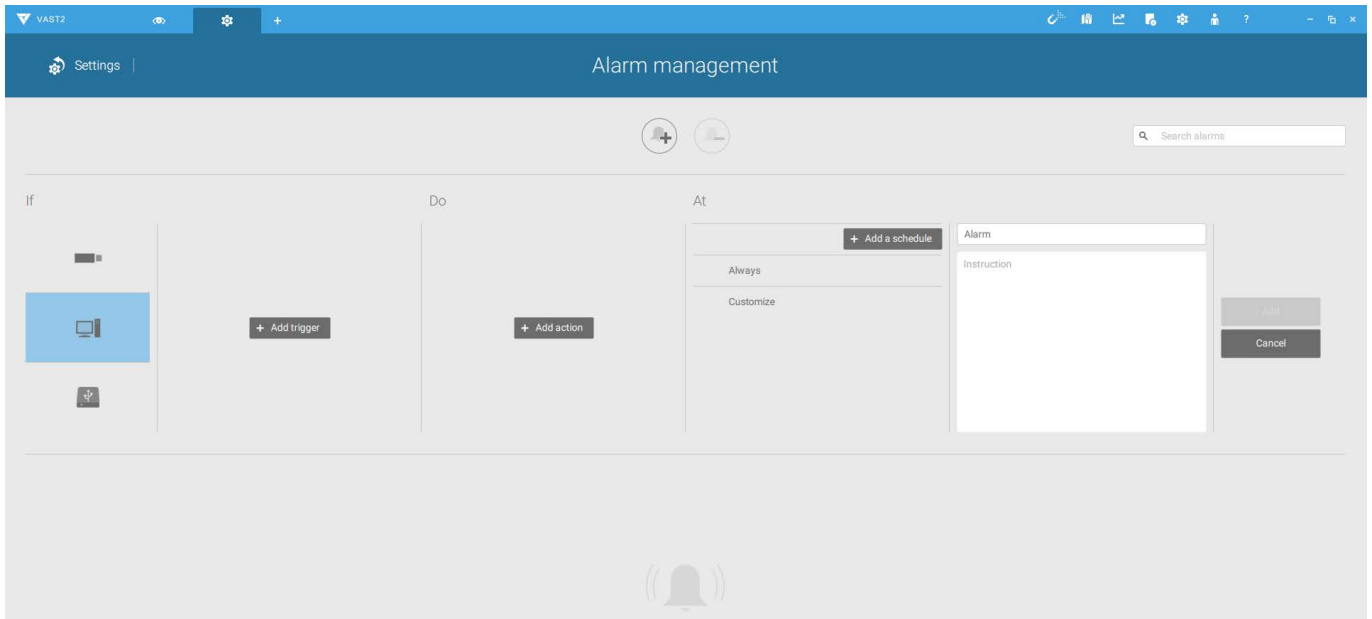 VAST2
+
?
Settings
Alarm management
Search alarms
If
Do
At
+ Add a schedule
Alarm
Always
Instruction
Customize
+ Add trigger
+ Add action
Add
Cancel